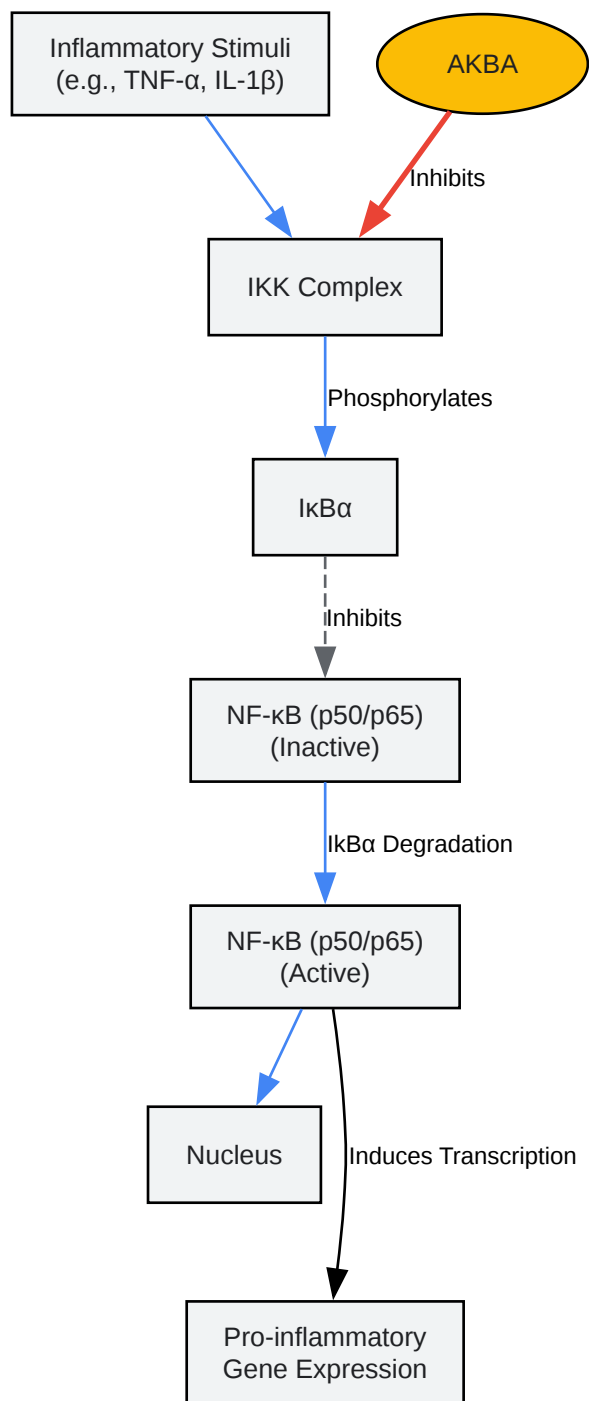 Inflammatory Stimuli
(e.g., TNF-α, IL-1β)
AKBA
Inhibits
IKK Complex
Phosphorylates
IκBα
Inhibits
NF-κB (p50/p65)
(Inactive)
IkBα Degradation
NF-κB (p50/p65)
(Active)
Nucleus
Induces Transcription
Pro-inflammatory
Gene Expression